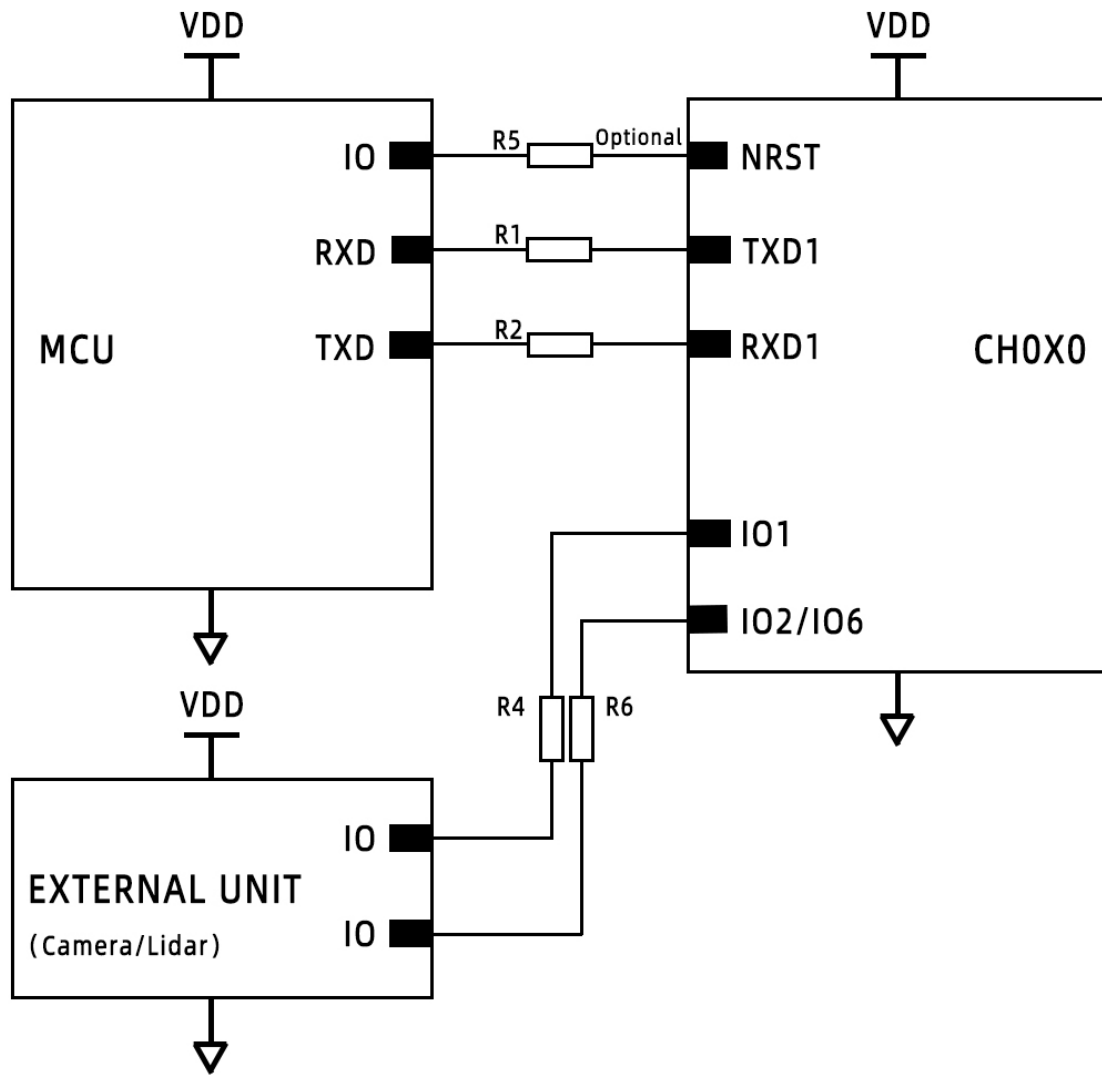 VDD
VDD
IO
R5
Optional
NRST
RXD
R1
TXD1
MCU
TXD
R2
RXD1
CH0X0
IO1
IO2/IO6
VDD
R4
R6
IO
EXTERNAL UNIT
(Camera/Lidar)
IO